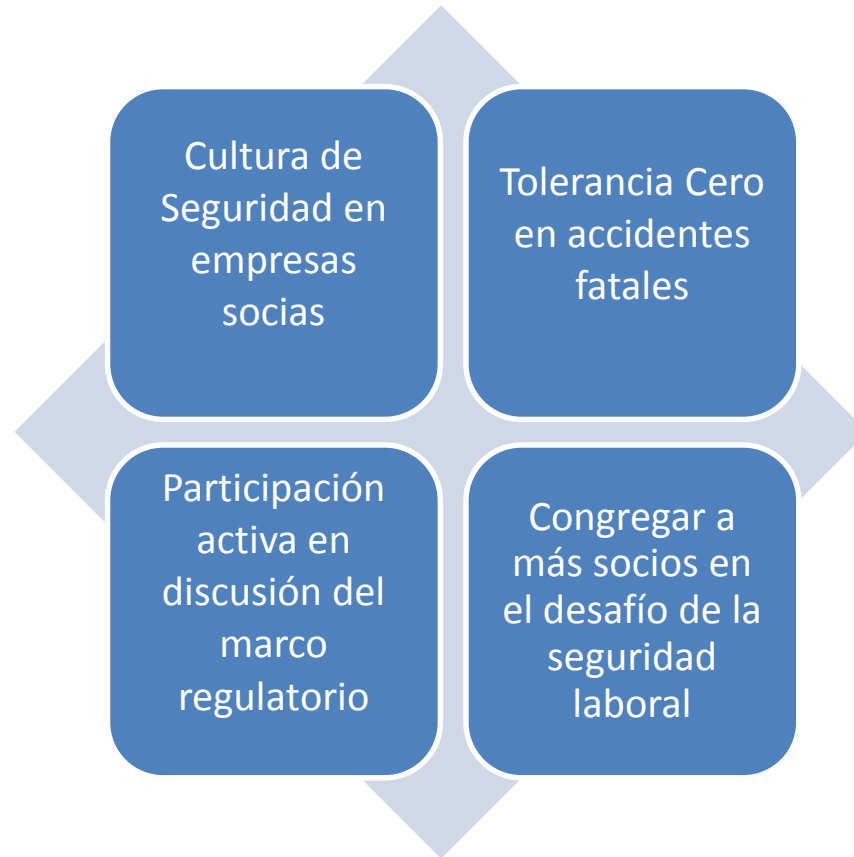 Cultura de
Seguridad en
empresas
socias
Tolerancia Cero
en accidentes
fatales
Participación
activa en
discusión del
marco
regulatorio
Congregar a
más socios en
el desafío de la
seguridad
laboral